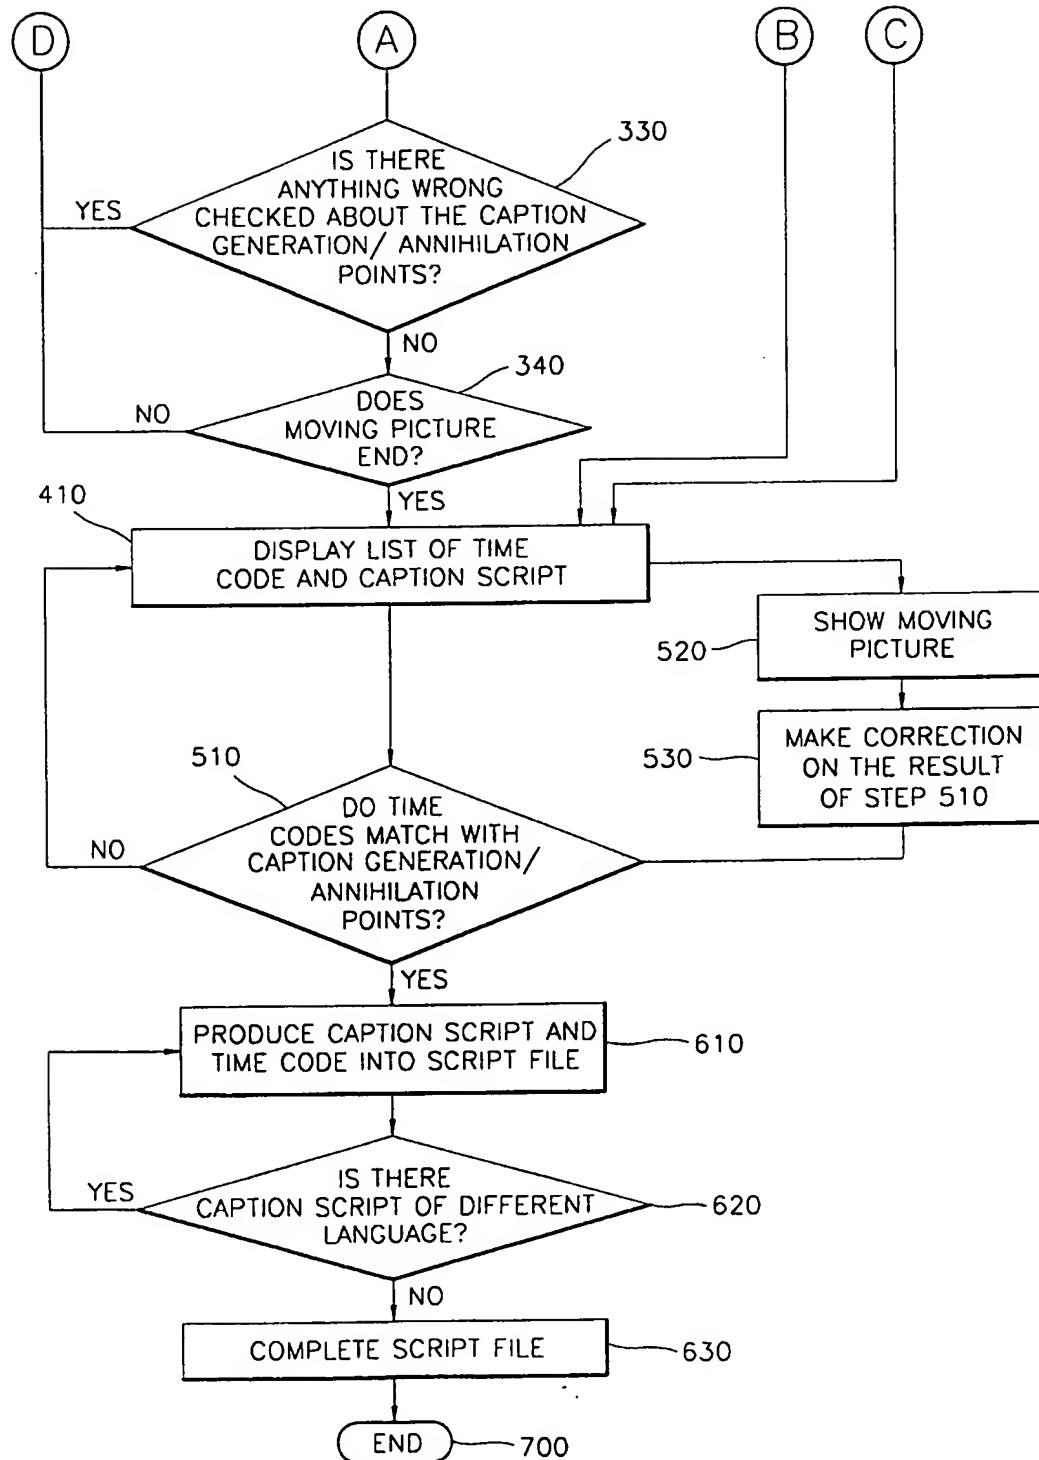 D
A
B
C
330
IS THERE
ANYTHING WRONG
CHECKED ABOUT THE CAPTION
GENERATION/ ANNIHILATION
POINTS?
YES
NO
340
DOES
MOVING PICTURE
END?
NO
YES
410
DISPLAY LIST OF TIME
CODE AND CAPTION SCRIPT
SHOW MOVING
PICTURE
520
MAKE CORRECTION
ON THE RESULT
OF STEP 510
530
510
DO TIME
CODES MATCH WITH
CAPTION GENERATION/
ANNIHILATION
POINTS?
NO
YES
PRODUCE CAPTION SCRIPT AND
TIME CODE INTO SCRIPT FILE
610
IS THERE
CAPTION SCRIPT OF DIFFERENT
LANGUAGE?
YES
620
NO
COMPLETE SCRIPT FILE
630
END
700